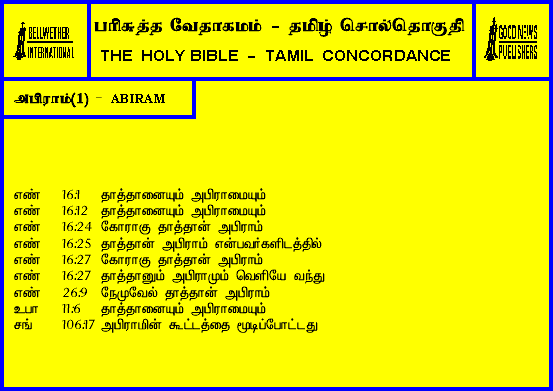 BELLWETHER INTERNATIONAL
பரிசுத்த வேதாகமம் - தமிழ் சொல்தொகுதி
THE HOLY BIBLE - TAMIL CONCORDANCE
GOOD NEWS PUBLISHERS
அபிராம்(1) - ABIRAM
எண் 16:1 தாத்தானையும் அபிராமையும்
எண் 16:12 தாத்தானையும் அபிராமையும்
எண் 16:24 கோராகு தாத்தான் அபிராம்
எண் 16:25 தாத்தான் அபிராம் என்பவர்களிடத்தில்
எண் 16:27 கோராகு தாத்தான் அபிராம்
எண் 16:27 தாத்தானும் அபிராமும் வெளியே வந்து
எண் 26:9 நேமுவேல் தாத்தான் அபிராம்
உபா 11:6 தாத்தானையும் அபிராமையும்
சங் 106:17 அபிராமின் கூட்டத்தை மூடிப்போட்டது